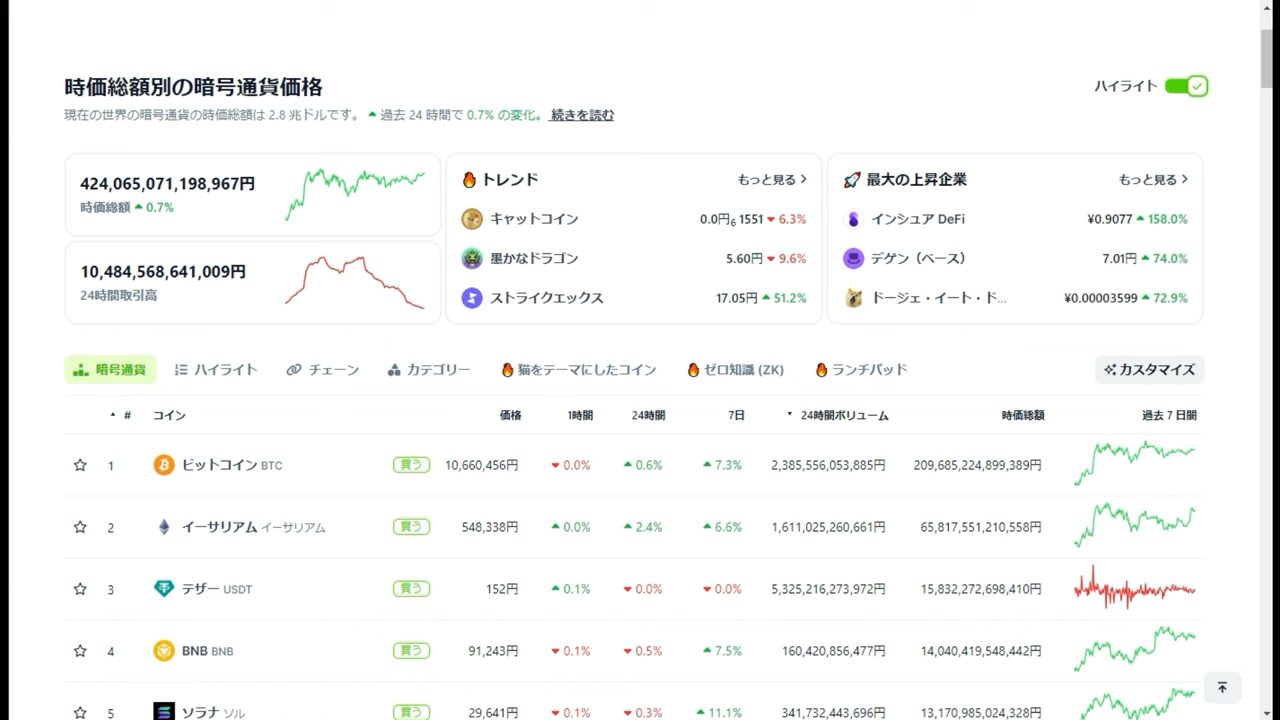 時価総額別の暗号通貨価格
ハイライト
現在の世界の暗号通貨の時価総額は 2.8 兆ドルです。 ▲ 過去 24 時間で 0.7% の変化。 続きを読む
424,065,071,198,967円
時価総額 ▲ 0.7%
10,484,568,641,009円
24時間取引高
トレンド もっと見る >
キャットコイン 0.0円6 1551 ▼ 6.3%
愚かなドラゴン 5.60円 ▼ 9.6%
ストライクエックス 17.05円 ▲ 51.2%
最大の上昇企業 もっと見る >
インシュア DeFi ¥0.9077 ▲ 158.0%
デゲン（ベース） 7.01円 ▲ 74.0%
ドージェ・イート・ド... ¥0.00003599 ▲ 72.9%
暗号通貨 ハイライト チェーン カテゴリー 猫をテーマにしたコイン ゼロ知識 (ZK) ランチパッド カスタマイズ
▲ # コイン 価格 1時間 24時間 7日 ▼ 24時間ボリューム 時価総額 過去 7 日間
1 ビットコイン BTC 買う 10,660,456円 ▼ 0.0% ▲ 0.6% ▲ 7.3% 2,385,556,053,885円 209,685,224,899,389円
2 イーサリアム イーサリアム 買う 548,338円 ▲ 0.0% ▲ 2.4% ▲ 6.6% 1,611,025,260,661円 65,817,551,210,558円
3 テザー USDT 買う 152円 ▲ 0.1% ▼ 0.0% ▼ 0.0% 5,325,216,273,972円 15,832,272,698,410円
4 BNB BNB 買う 91,243円 ▼ 0.1% ▼ 0.5% ▲ 7.5% 160,420,856,477円 14,040,419,548,442円
5 ソラナ ソル 買う 29,641円 ▼ 0.1% ▼ 0.3% ▲ 11.1% 341,732,443,696円 13,170,985,024,328円